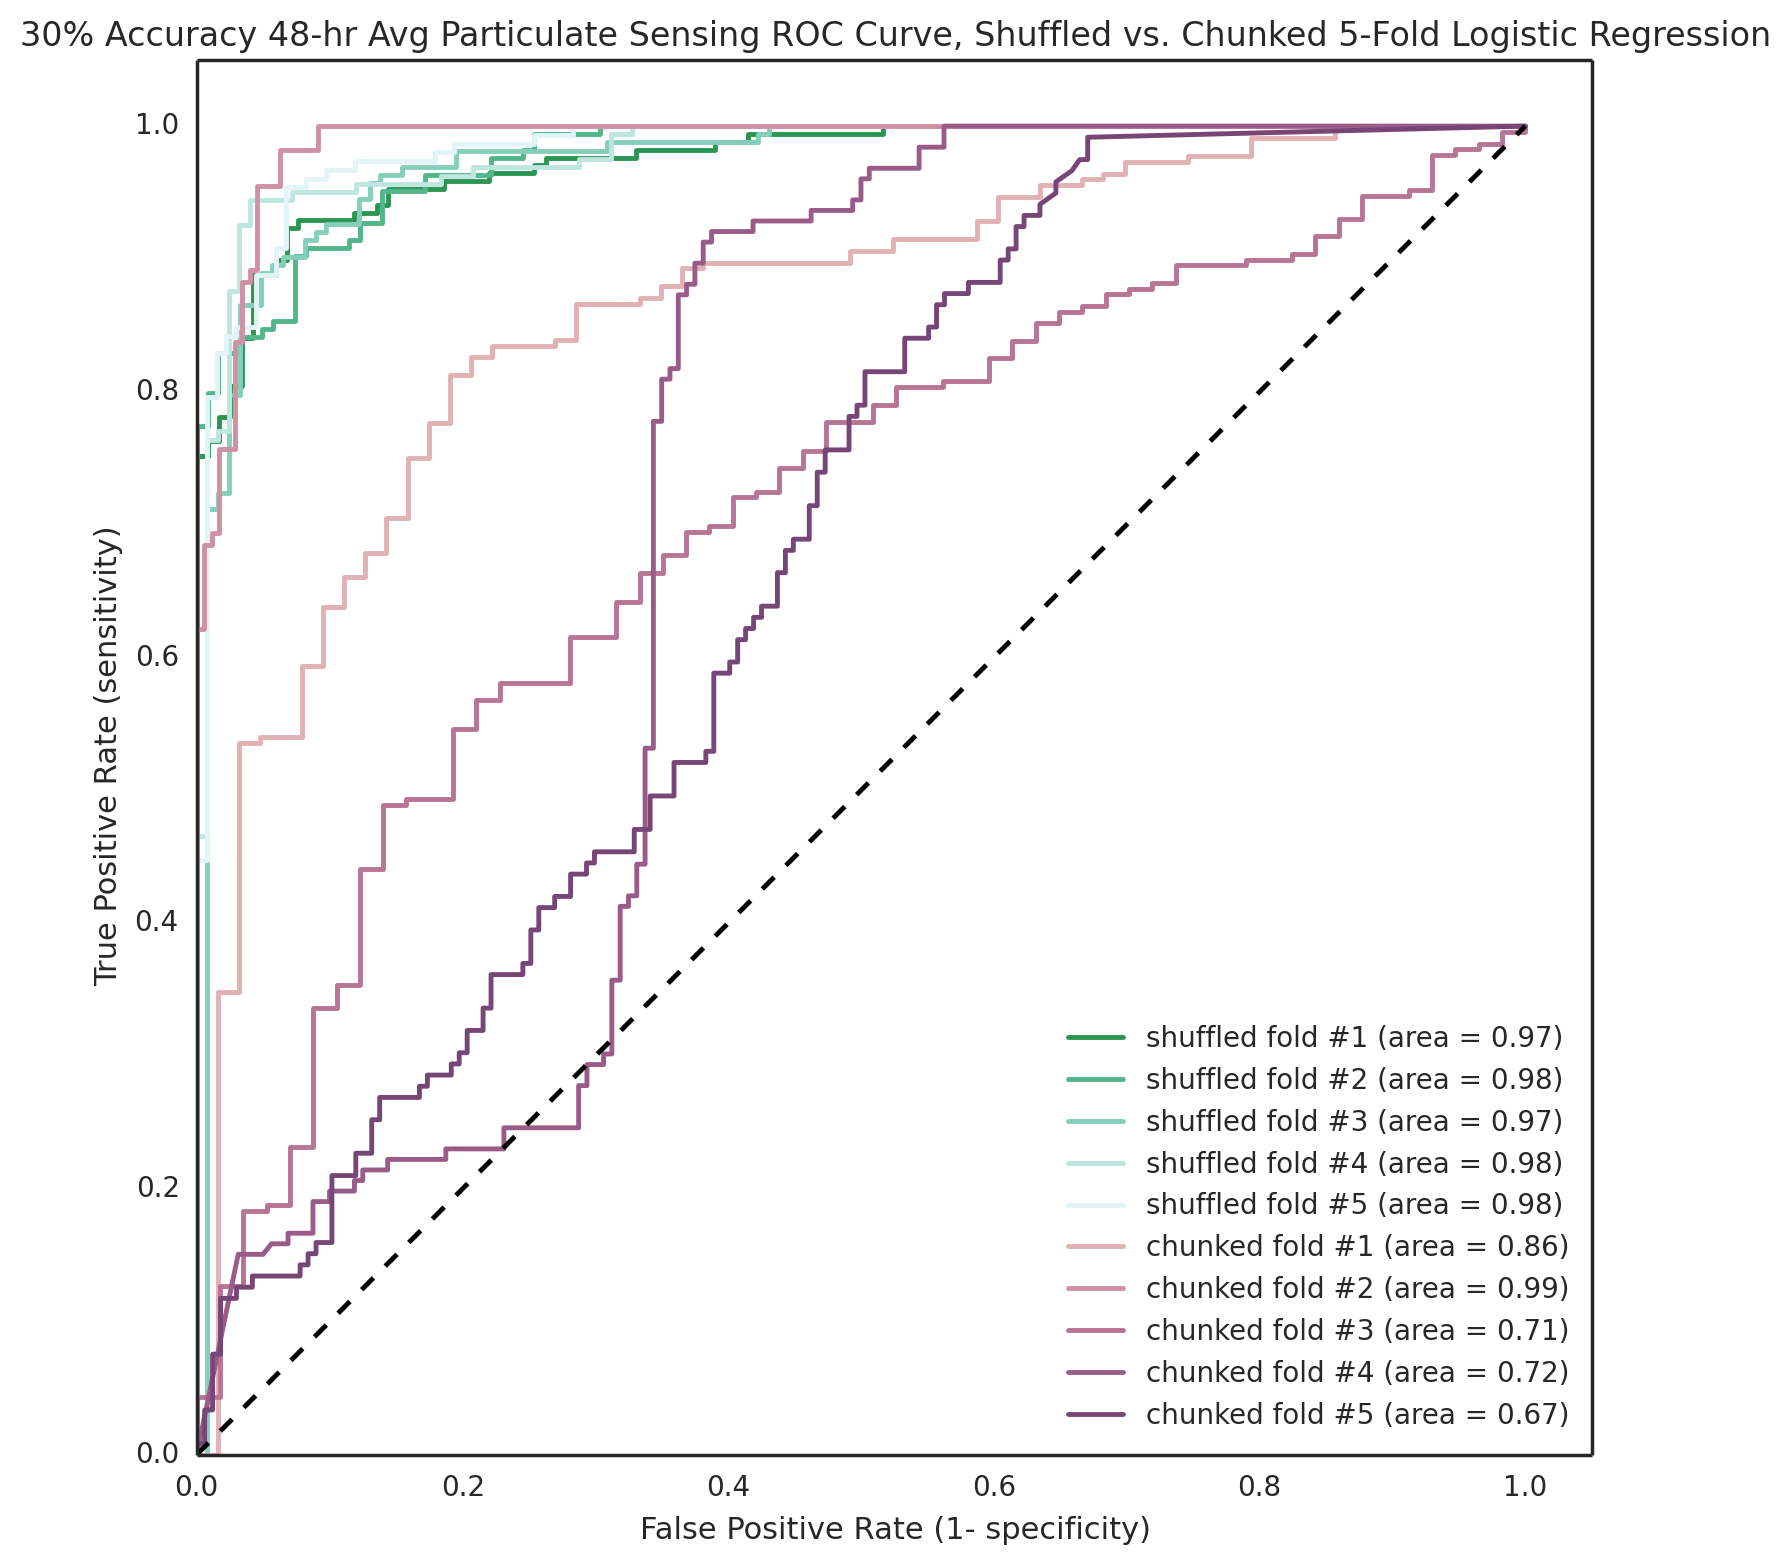 30% Accuracy 48-hr Avg Particulate Sensing ROC Curve, Shuffled vs. Chunked 5-Fold Logistic Regression
1.0
0.8
0.6
0.4
0.2
0.0
True Positive Rate (sensitivity)
shuffled fold #1 (area = 0.97)
shuffled fold #2 (area = 0.98)
shuffled fold #3 (area = 0.97)
shuffled fold #4 (area = 0.98)
shuffled fold #5 (area = 0.98)
chunked fold #1 (area = 0.86)
chunked fold #2 (area = 0.99)
chunked fold #3 (area = 0.71)
chunked fold #4 (area = 0.72)
chunked fold #5 (area = 0.67)
0.0 0.2 0.4 0.6 0.8 1.0
False Positive Rate (1- specificity)